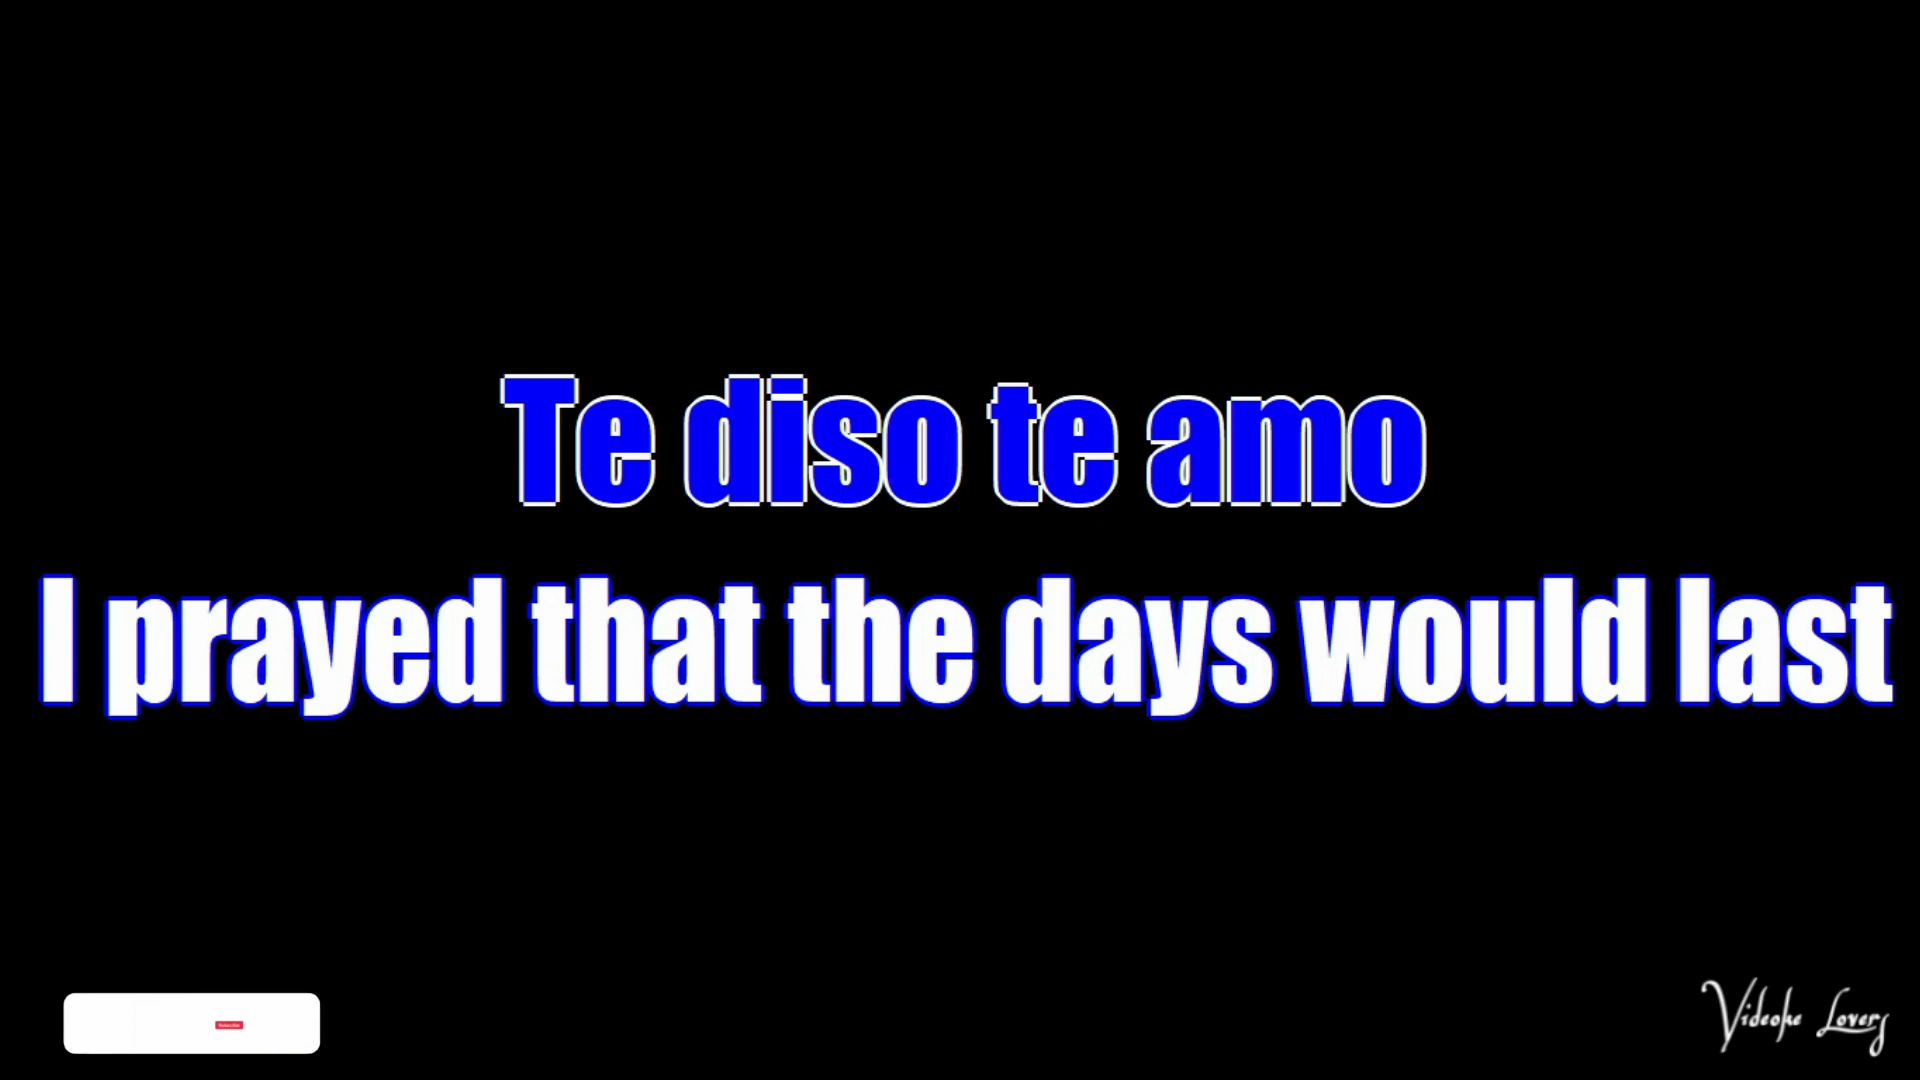 Te diso te amo
I prayed that the days would last
Videoke Lovers